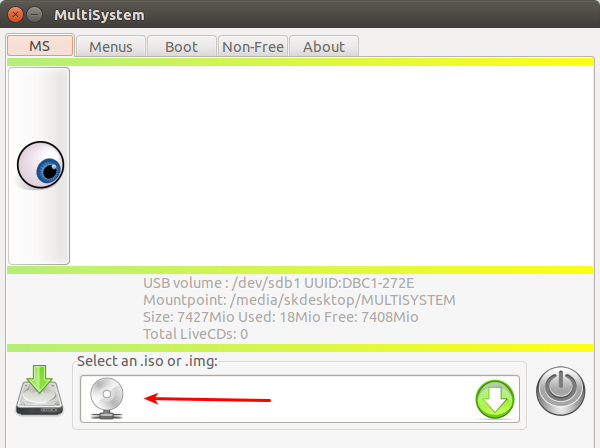 MultiSystem
MS Menus Boot Non-Free About
USB volume : /dev/sdb1 UUID:DBC1-272E
Mountpoint: /media/skdesktop/MULTISYSTEM
Size: 7427Mio Used: 18Mio Free: 7408Mio
Total LiveCDs: 0
Select an .iso or .img: